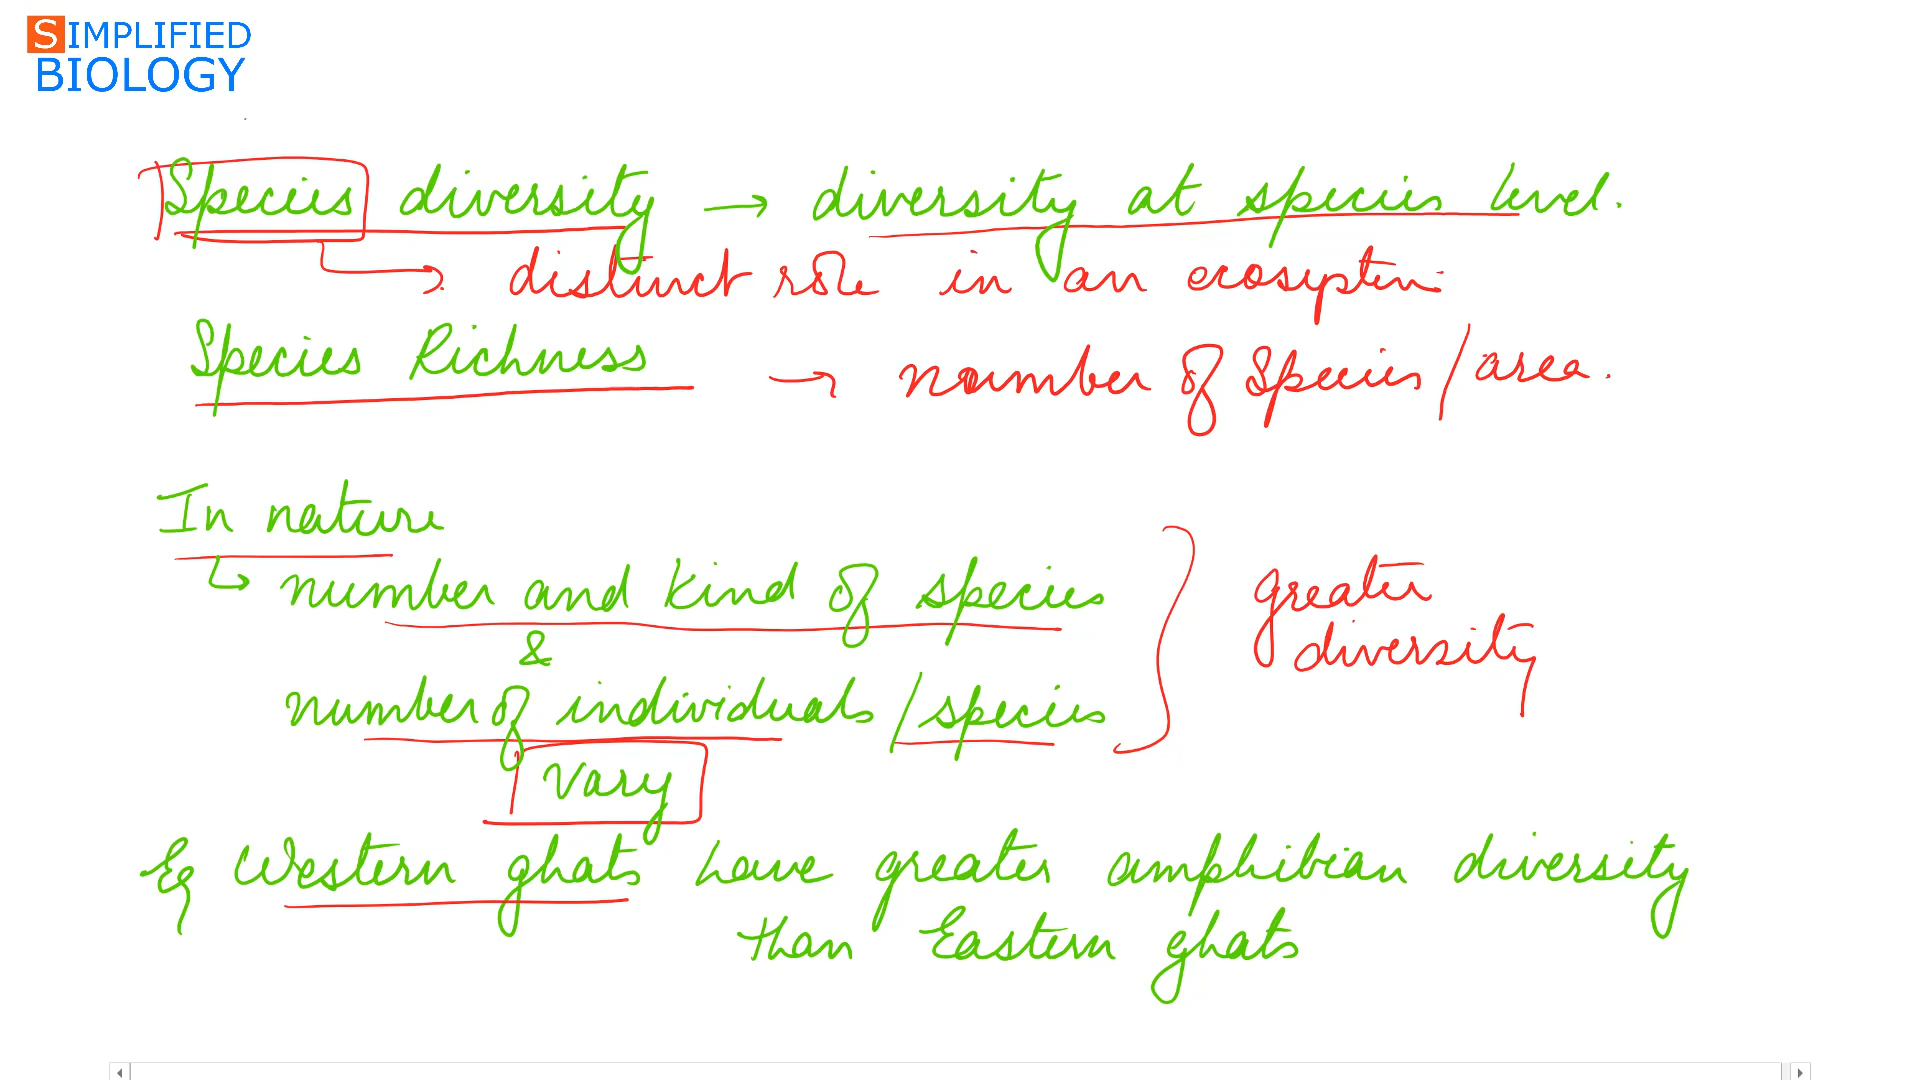 SIMPLIFIED
BIOLOGY
Species diversity → diversity at species level.
→ distinct role in an ecosystem.
Species Richness → number of Species/area.
In nature
↳ number and kind of species
&
number of individuals/species
greater
diversity
vary
Eg Western ghats have greater amphibian diversity
than Eastern ghats